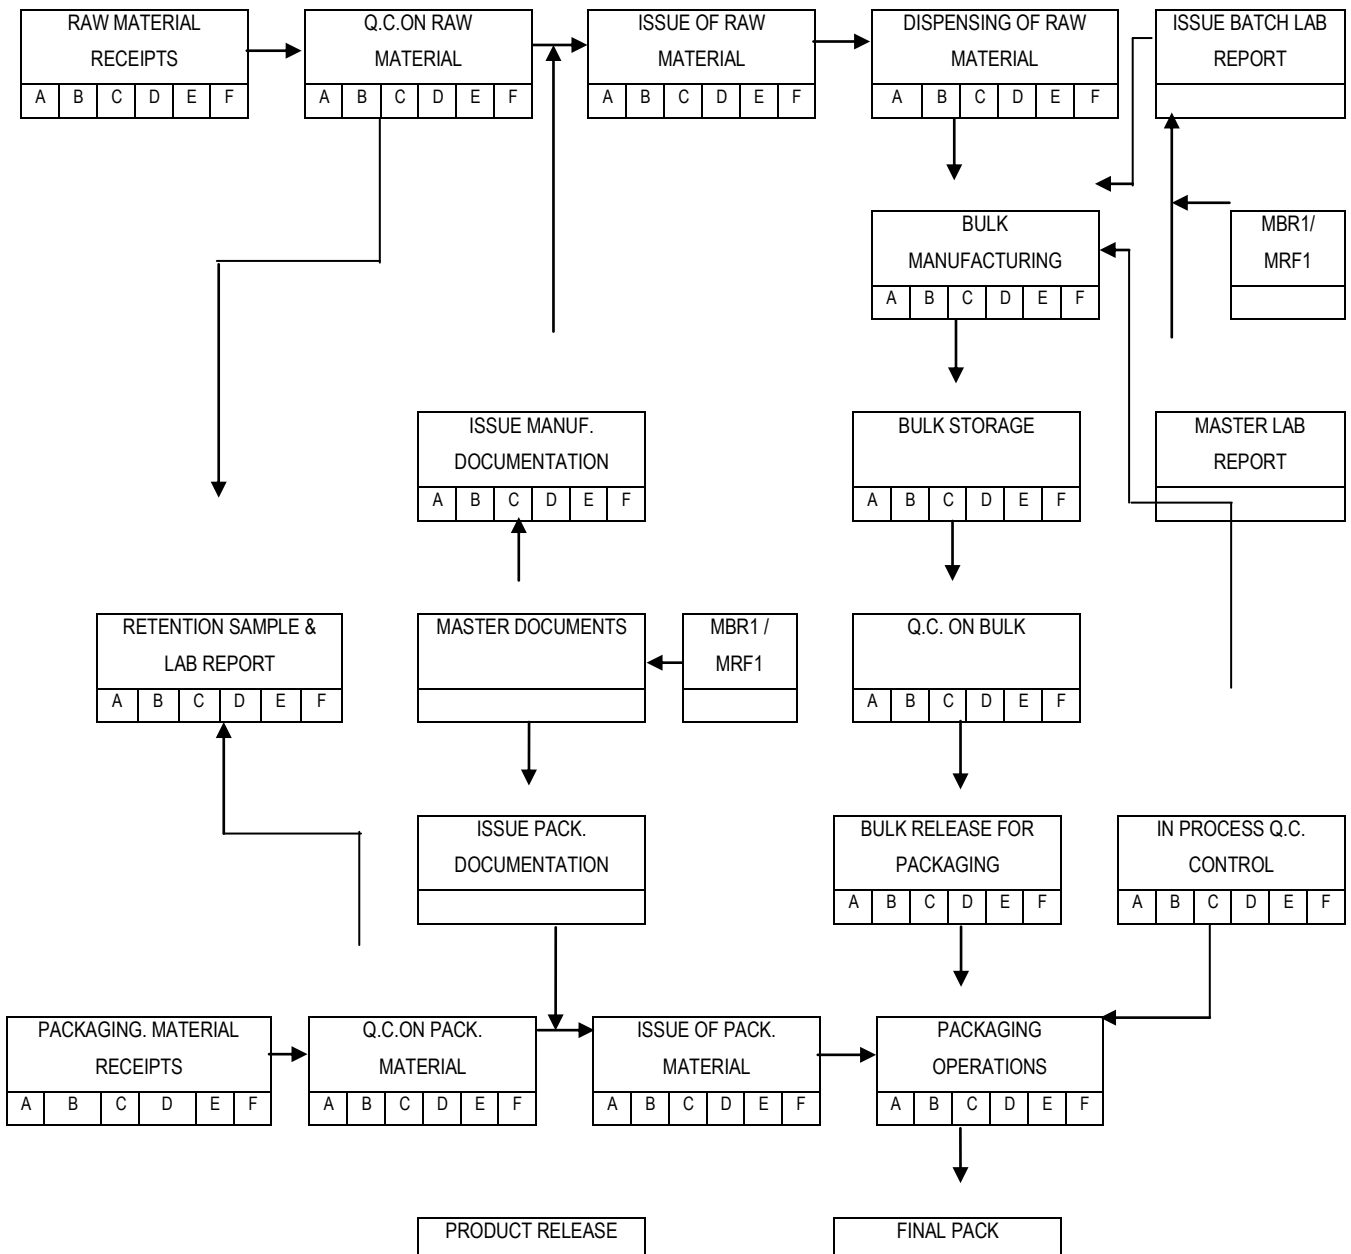 RAW MATERIAL
RECEIPTS
A B C D E F
Q.C.ON RAW
MATERIAL
A B C D E F
ISSUE OF RAW
MATERIAL
A B C D E F
DISPENSING OF RAW
MATERIAL
A B C D E F
ISSUE BATCH LAB
REPORT
BULK
MANUFACTURING
A B C D E F
MBR1/
MRF1
ISSUE MANUF.
DOCUMENTATION
A B C D E F
BULK STORAGE
A B C D E F
MASTER LAB
REPORT
RETENTION SAMPLE &
LAB REPORT
A B C D E F
MASTER DOCUMENTS
MBR1 /
MRF1
Q.C. ON BULK
A B C D E F
ISSUE PACK.
DOCUMENTATION
BULK RELEASE FOR
PACKAGING
A B C D E F
IN PROCESS Q.C.
CONTROL
A B C D E F
PACKAGING. MATERIAL
RECEIPTS
A B C D E F
Q.C.ON PACK.
MATERIAL
A B C D E F
ISSUE OF PACK.
MATERIAL
A B C D E F
PACKAGING
OPERATIONS
A B C D E F
PRODUCT RELEASE
FINAL PACK